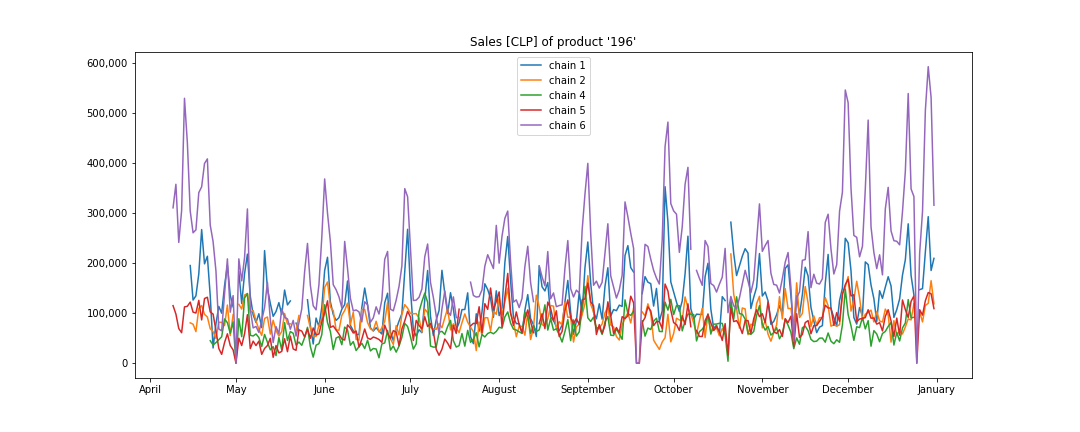 Sales [CLP] of product '196'
600,000
500,000
400,000
300,000
200,000
100,000
0
chain 1
chain 2
chain 4
chain 5
chain 6
April May June July August September October November December January